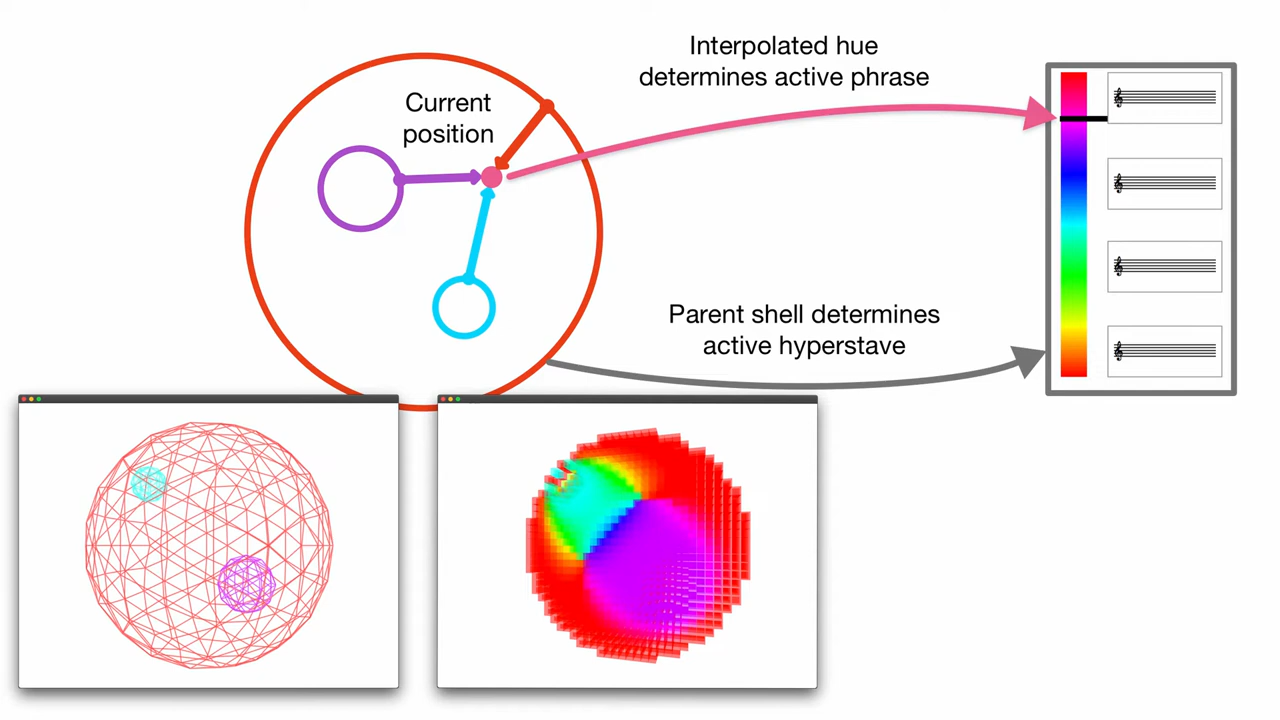 Interpolated hue
determines active phrase
Current
position
Parent shell determines
active hyperstave